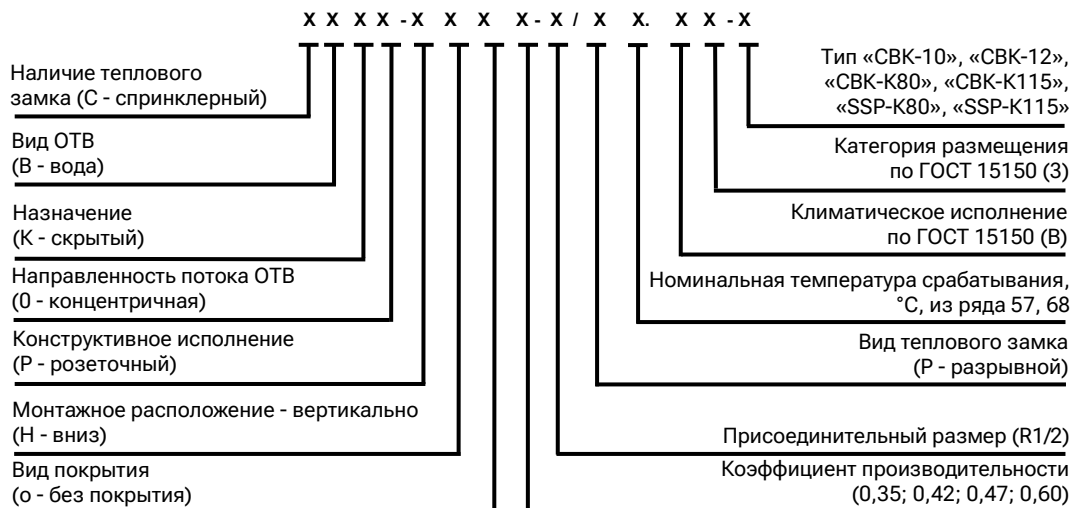 X X X X - X X X X - X / X X. X X - X
Наличие теплового
замка (С - спринклерный)
Вид ОТВ
(В - вода)
Назначение
(К - скрытый)
Направленность потока ОТВ
(0 - концентричная)
Конструктивное исполнение
(Р - розеточный)
Монтажное расположение - вертикально
(Н - вниз)
Вид покрытия
(о - без покрытия)
Тип «СВК-10», «СВК-12»,
«СВК-К80», «СВК-К115»,
«SSP-K80», «SSP-K115»
Категория размещения
по ГОСТ 15150 (3)
Климатическое исполнение
по ГОСТ 15150 (В)
Номинальная температура срабатывания,
°С, из ряда 57, 68
Вид теплового замка
(Р - разрывной)
Присоединительный размер (R1/2)
Коэффициент производительности
(0,35; 0,42; 0,47; 0,60)